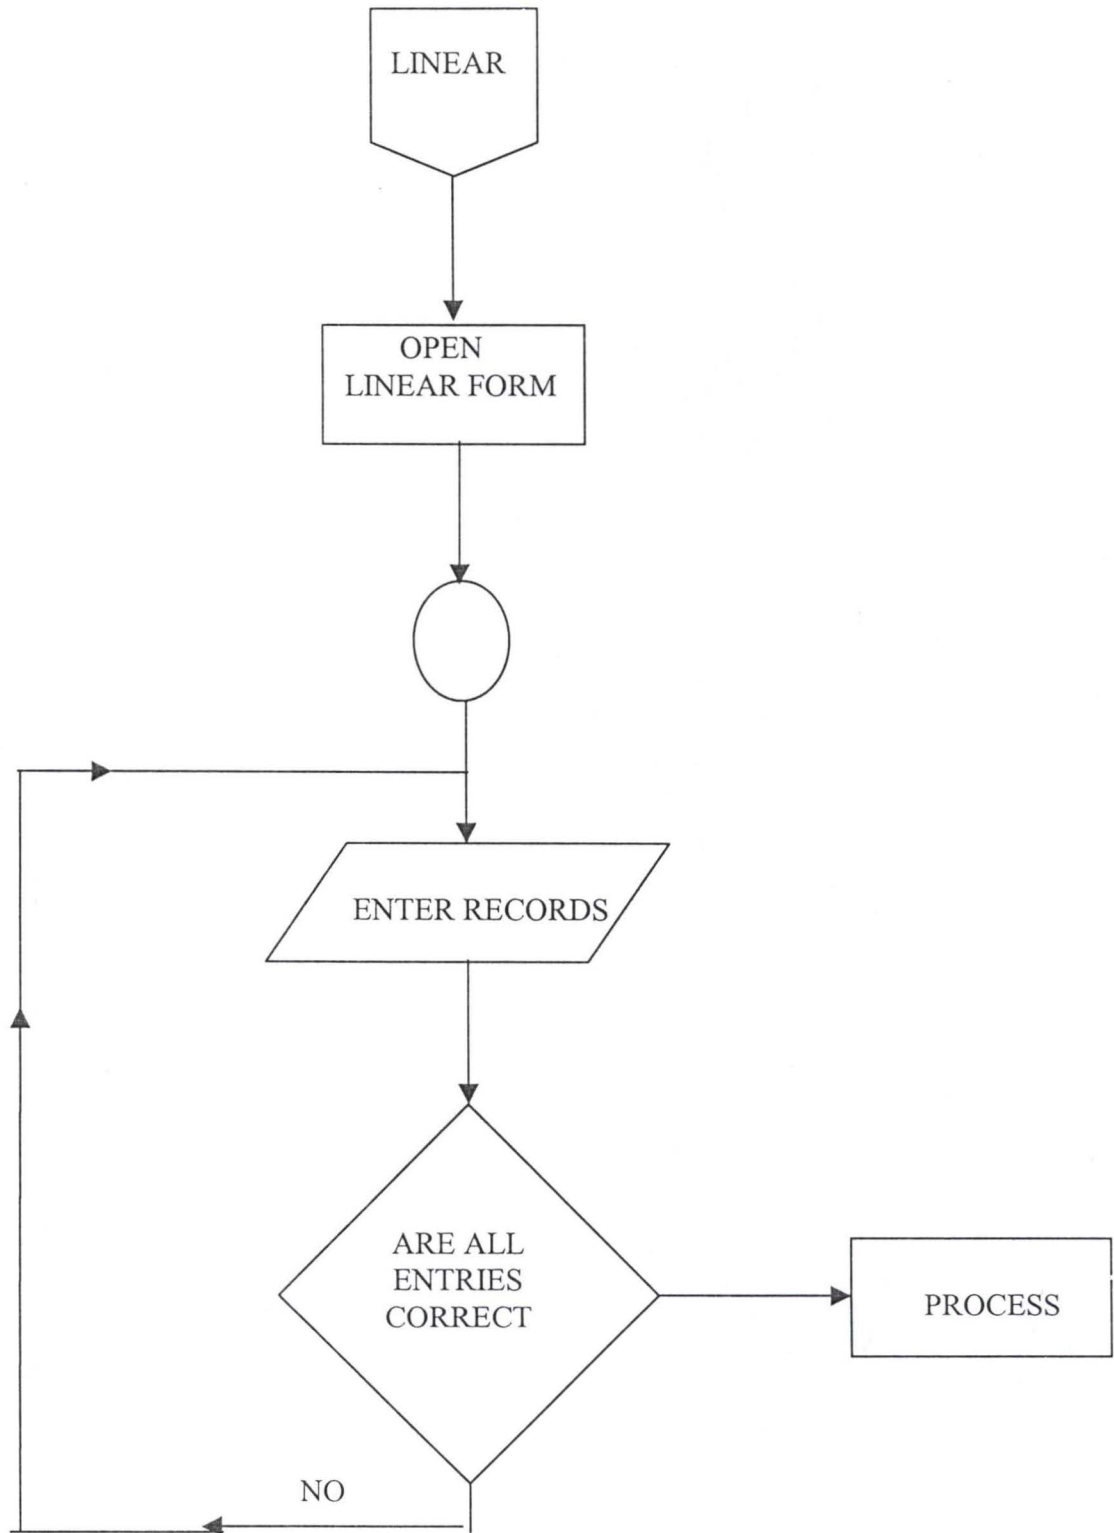 LINEAR
OPEN
LINEAR FORM
ENTER RECORDS
ARE ALL
ENTRIES
CORRECT
PROCESS
NO